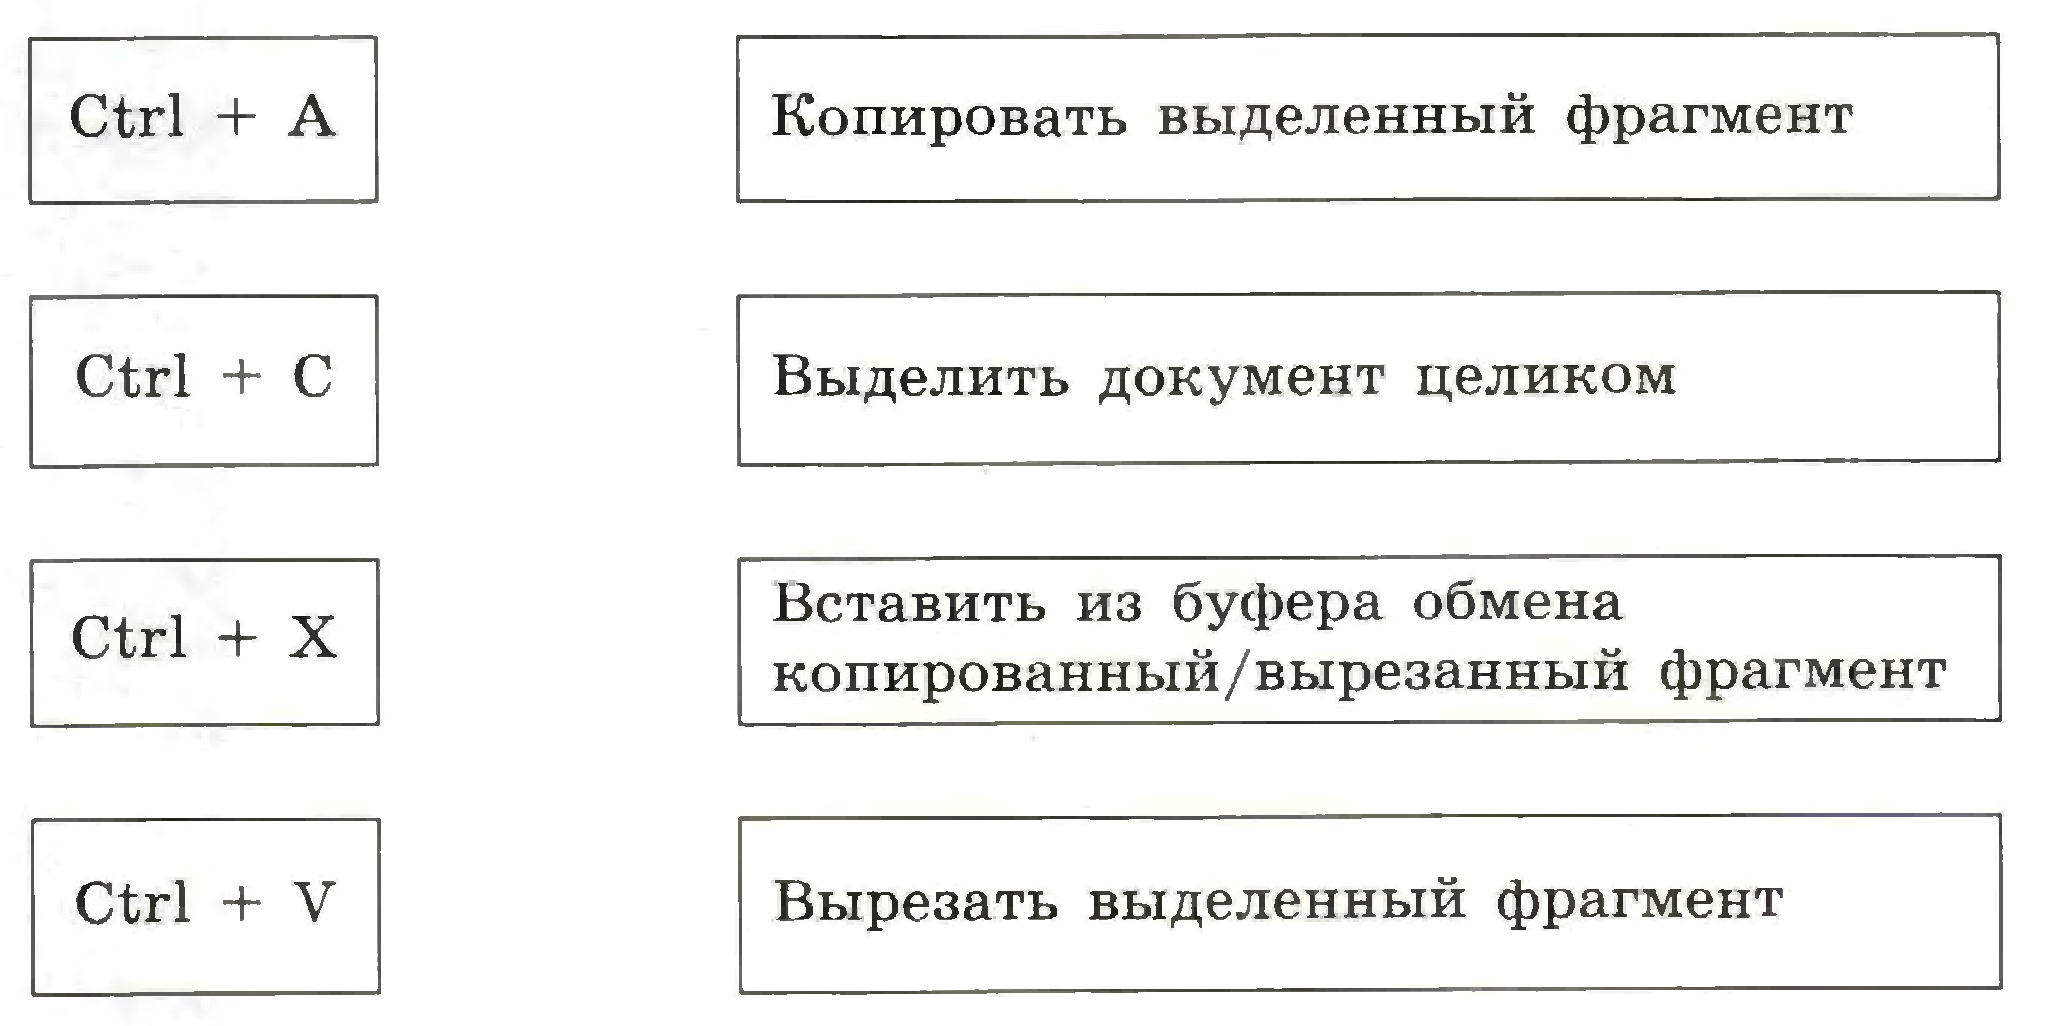 Ctrl + A
Копировать выделенный фрагмент
Ctrl + C
Выделить документ целиком
Ctrl + X
Вставить из буфера обмена
копированный/вырезанный фрагмент
Ctrl + V
Вырезать выделенный фрагмент